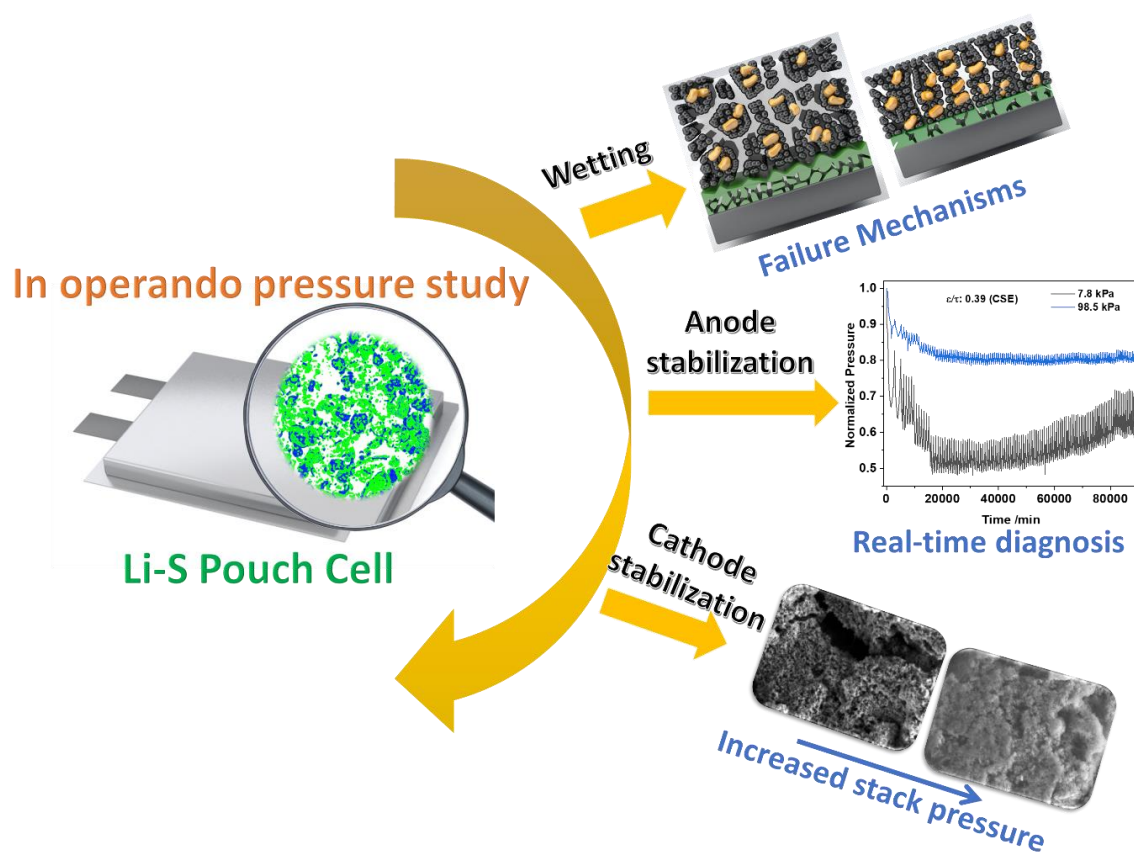 In operando pressure study
Li-S Pouch Cell
Wetting
Failure Mechanisms
Anode
stabilization
ε/τ: 0.39 (CSE)
7.8 kPa
98.5 kPa
Normalized Pressure
1.0
0.9
0.8
0.7
0.6
0.5
0
20000
40000
60000
80000
Time /min
Real-time diagnosis
Cathode
stabilization
Increased stack pressure